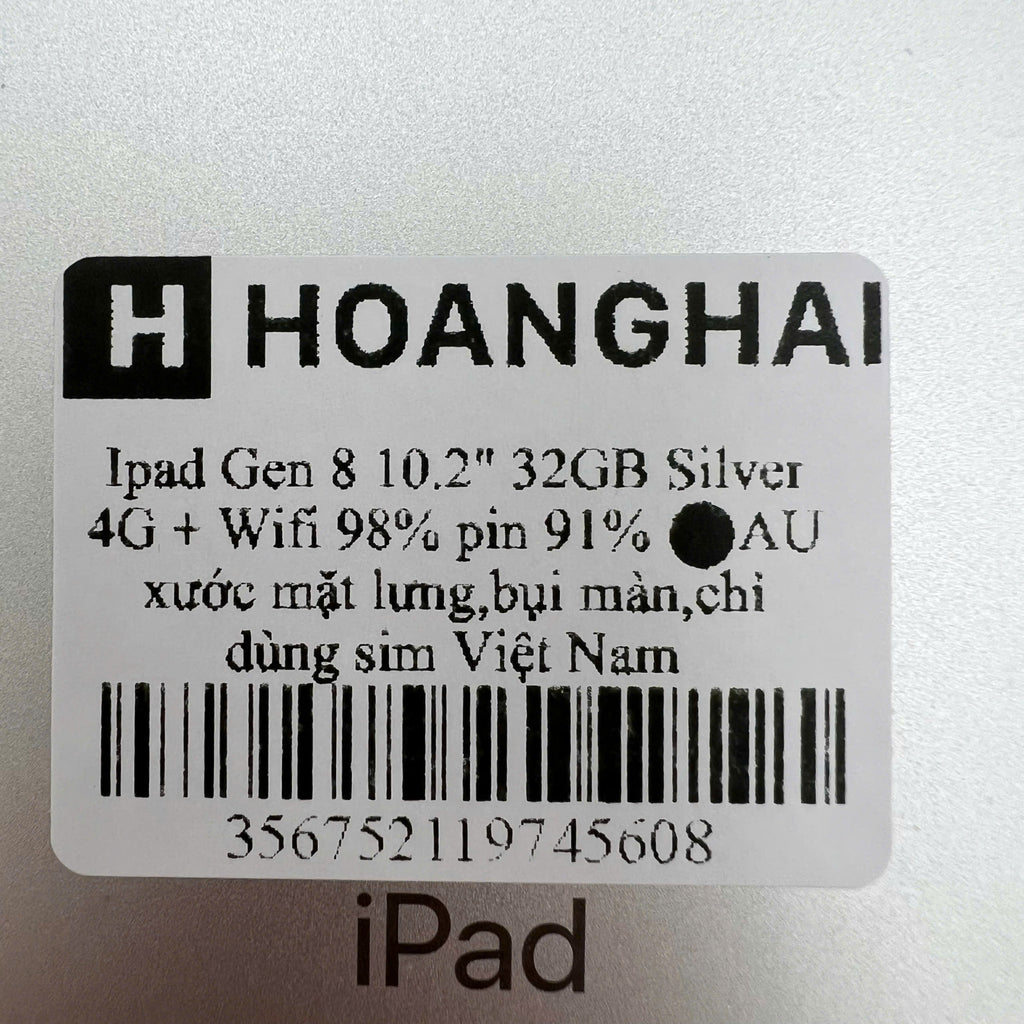 H HOANGHAI
Ipad Gen 8 10.2" 32GB Silver
4G + Wifi 98% pin 91% ●AU
xước mặt lưng,bụi màn,chỉ
dùng sim Việt Nam
356752119745608
iPad